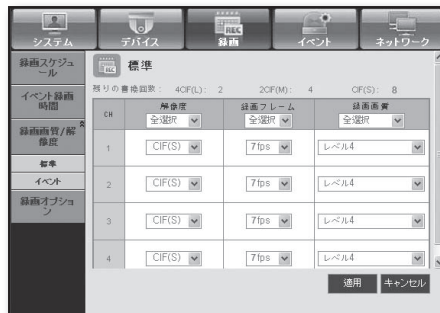 システム
デバイス
録画
イベント
ネットワーク
録画スケジュ
ール
イベント録画
時間
録画画質/解
像度
標準
イベント
録画オプショ
ン
REC
標準
残りの書換回数: 4CIF(L): 2 2CIF(M): 4 CIF(S): 8
CH 解像度 録画フレーム 録画画質
全選択 全選択 全選択
1 CIF(S) 7fps レベル4
2 CIF(S) 7fps レベル4
3 CIF(S) 7fps レベル4
4 CIF(S) 7fps レベル4
適用 キャンセル